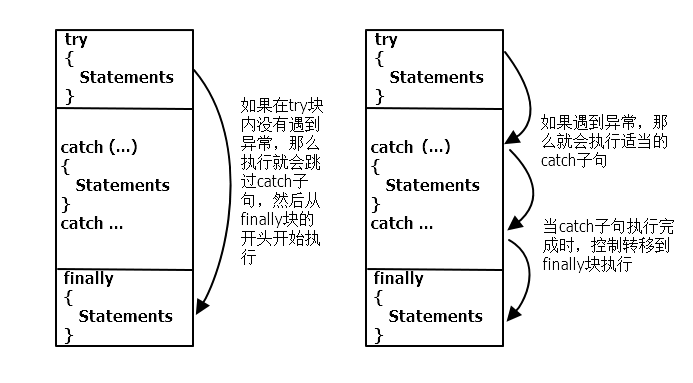 try
{
Statements
}
catch (...)
{
Statements
}
catch ...
finally
{
Statements
}
如果在try块
内没有遇到
异常，那么
执行就会跳
过catch子
句，然后从
finally块的
开头开始执
行
try
{
Statements
}
catch (...)
{
Statements
}
catch ...
finally
{
Statements
}
如果遇到异常，那
么就会执行适当的
catch子句
当catch子句执行完
成时，控制转移到
finally块执行